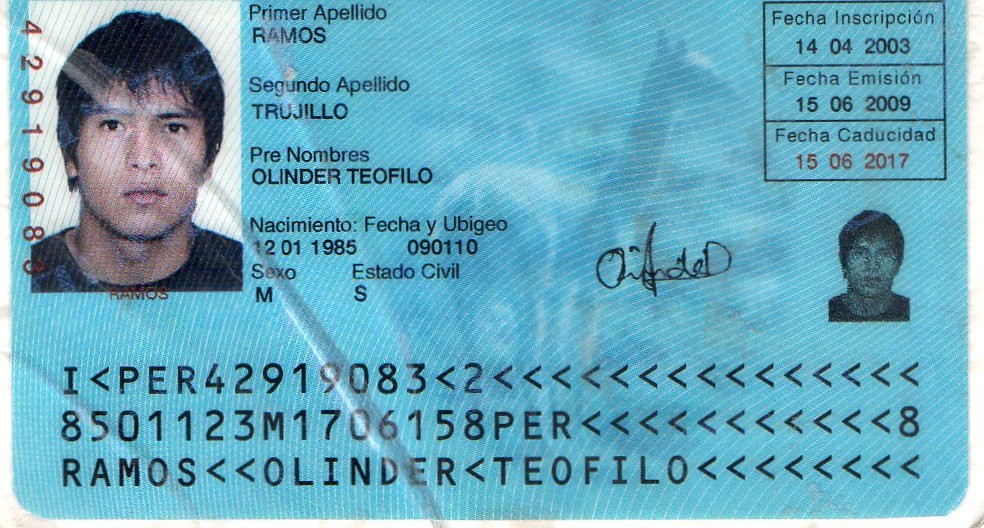 42919083
Primer Apellido
RAMOS
Segundo Apellido
TRUJILLO
Pre Nombres
OLINDER TEOFILO
Nacimiento: Fecha y Ubigeo
12 01 1985 090110
Sexo Estado Civil
M S
RAMOS
Fecha Inscripción
14 04 2003
Fecha Emisión
15 06 2009
Fecha Caducidad
15 06 2017
Olinder
I<PER42919083<2<<<<<<<<<<<<<<<
8501123M1706158PER<<<<<<<<<<<8
RAMOS<<OLINDER<TEOFILO<<<<<<<<